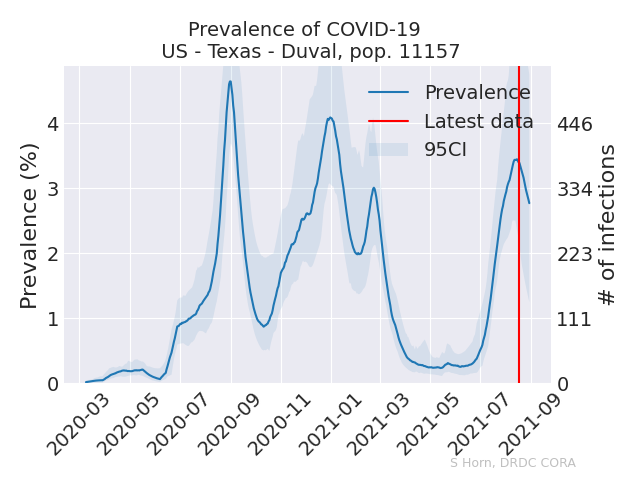 Prevalence of COVID-19
US - Texas - Duval, pop. 11157
Prevalence
Latest data
95CI
Prevalence (%)
4
3
2
1
0
# of infections
446
334
223
111
0
2020-03
2020-05
2020-07
2020-09
2020-11
2021-01
2021-03
2021-05
2021-07
2021-09
S Horn, DRDC CORA